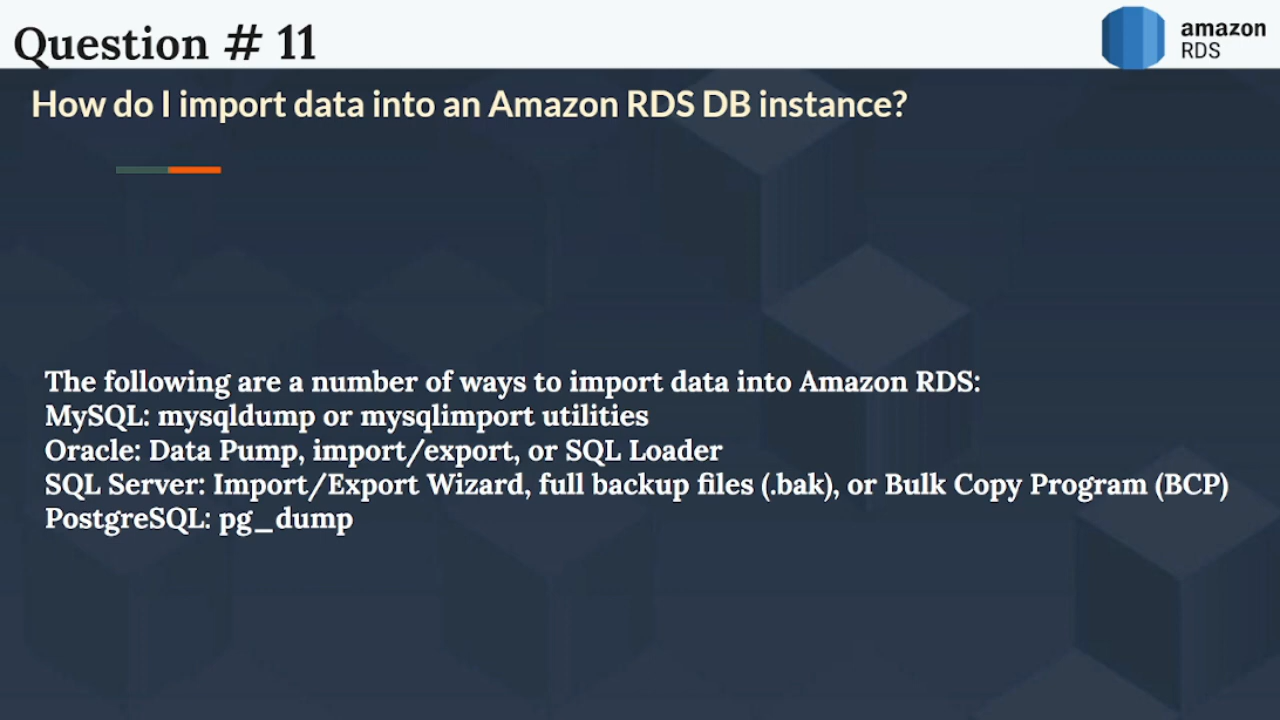 Question # 11
amazon
RDS
How do I import data into an Amazon RDS DB instance?
The following are a number of ways to import data into Amazon RDS:
MySQL: mysqldump or mysqlimport utilities
Oracle: Data Pump, import/export, or SQL Loader
SQL Server: Import/Export Wizard, full backup files (.bak), or Bulk Copy Program (BCP)
PostgreSQL: pg_dump